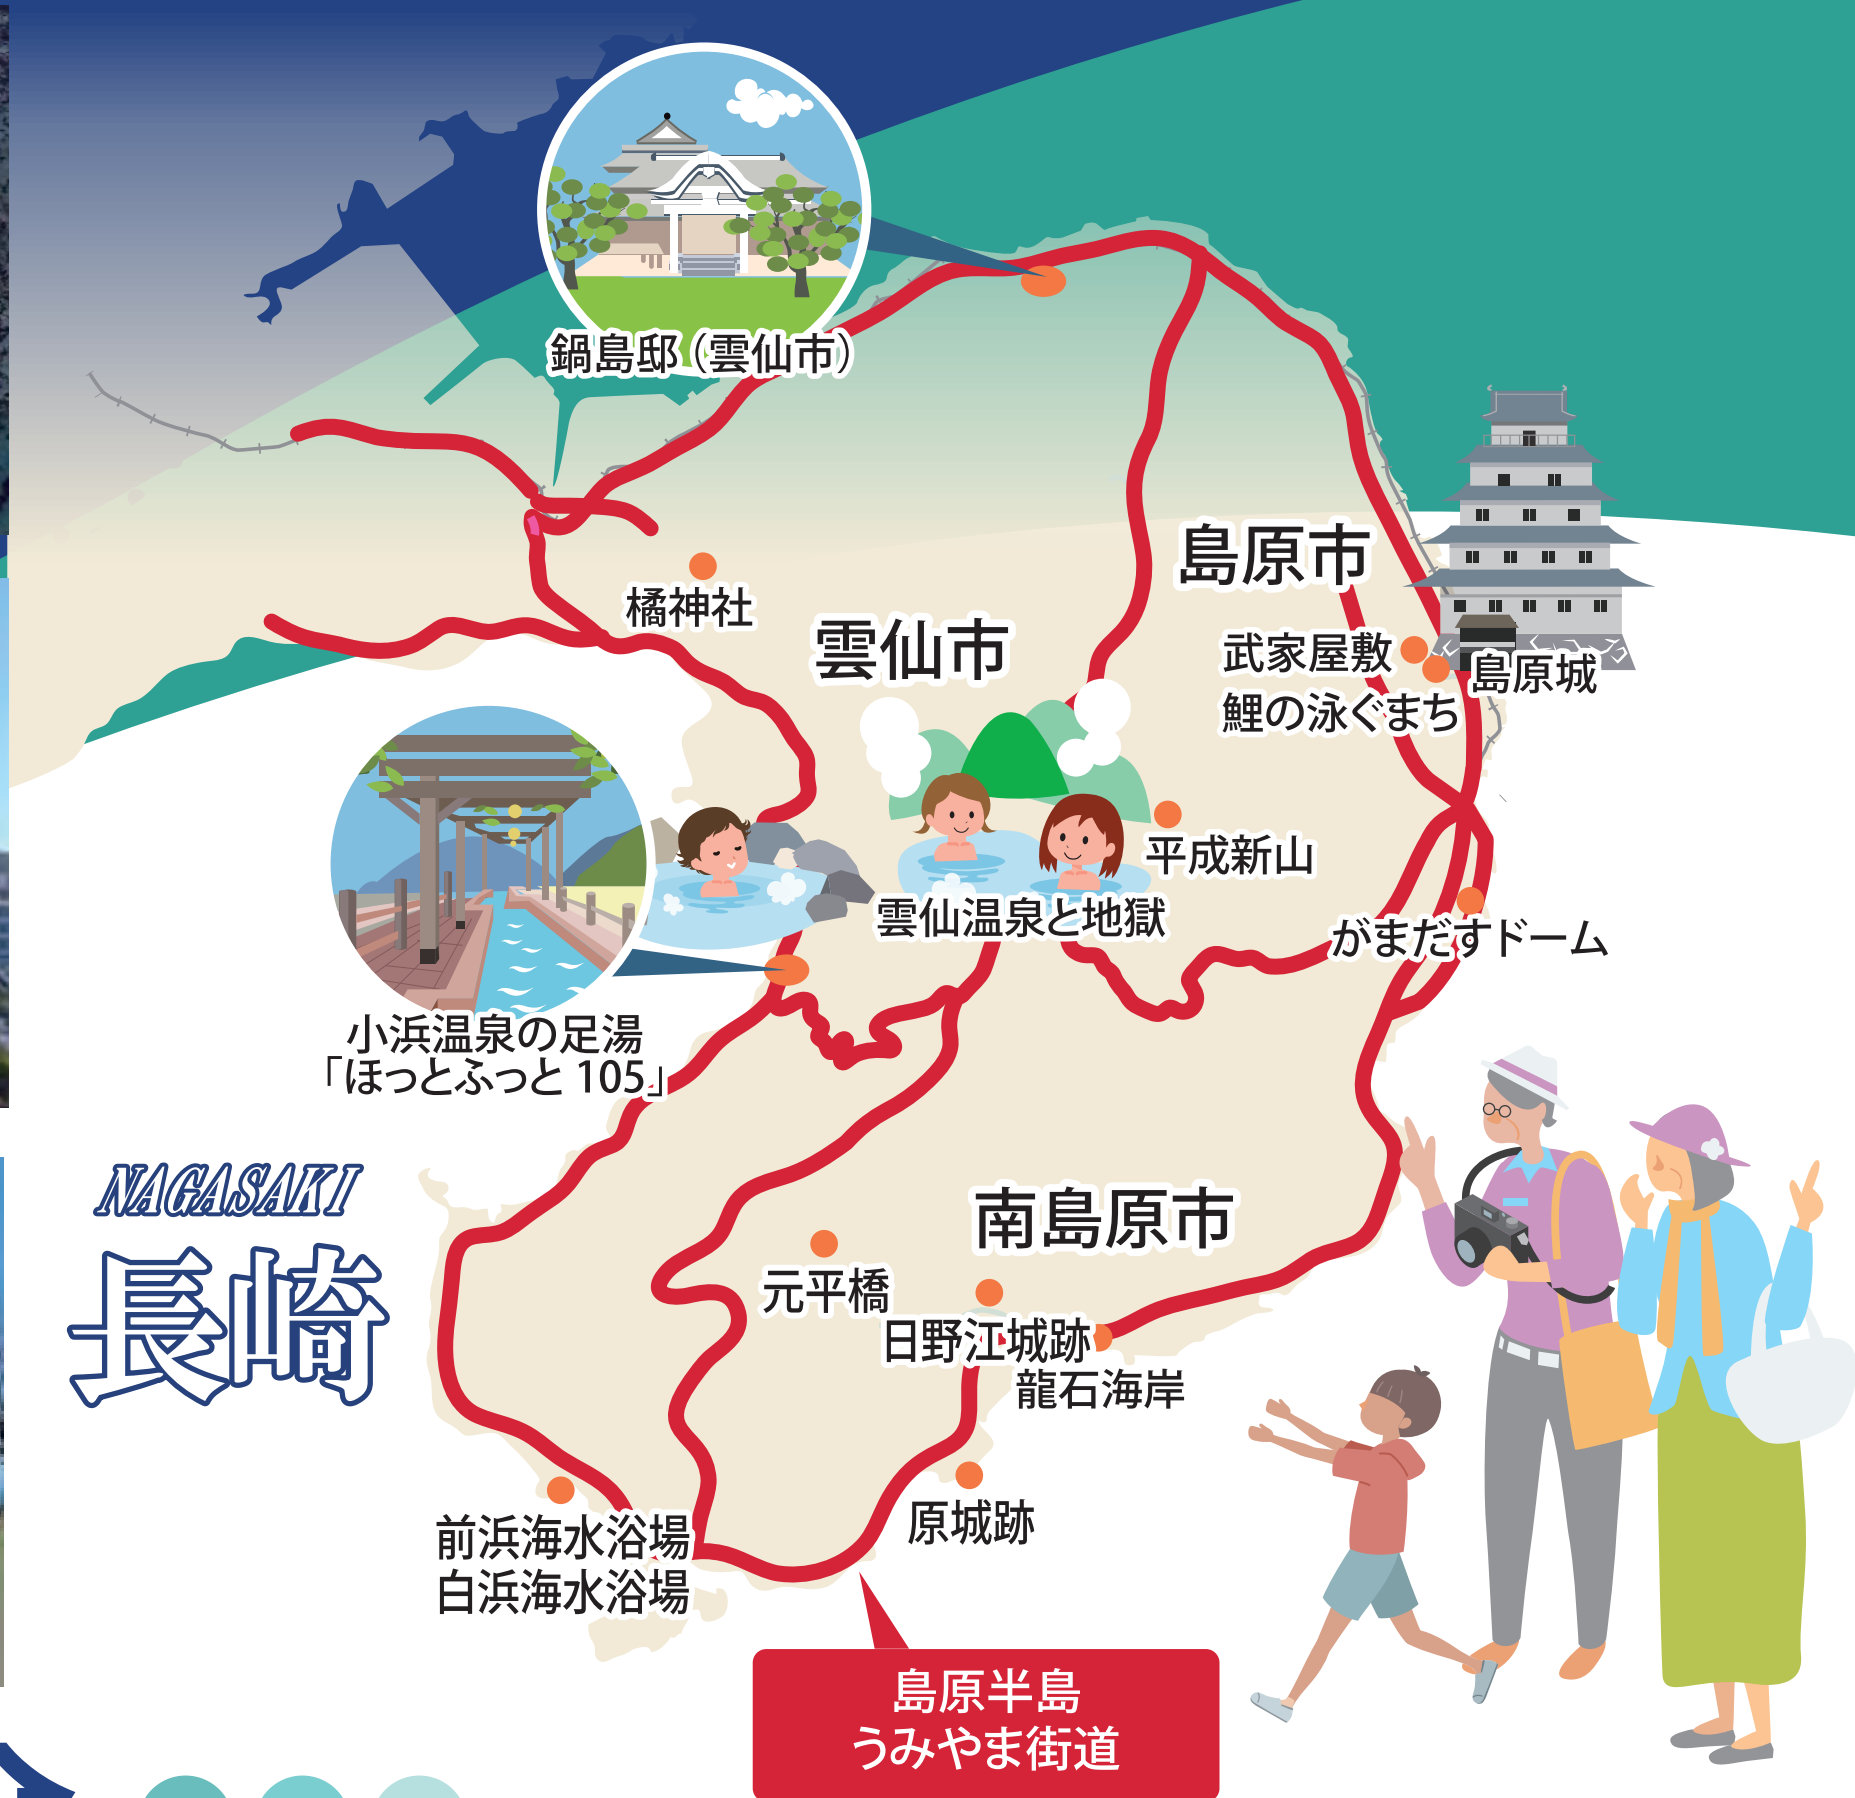 鍋島邸（雲仙市）
橘神社
島原市
雲仙市
武家屋敷
島原城
鯉の泳ぐまち
平成新山
雲仙温泉と地獄
がまだすドーム
小浜温泉の足湯
「ほっとふっと105」
NAGASAKI
長崎
南島原市
元平橋
日野江城跡
龍石海岸
原城跡
前浜海水浴場
白浜海水浴場
島原半島
うみやま街道